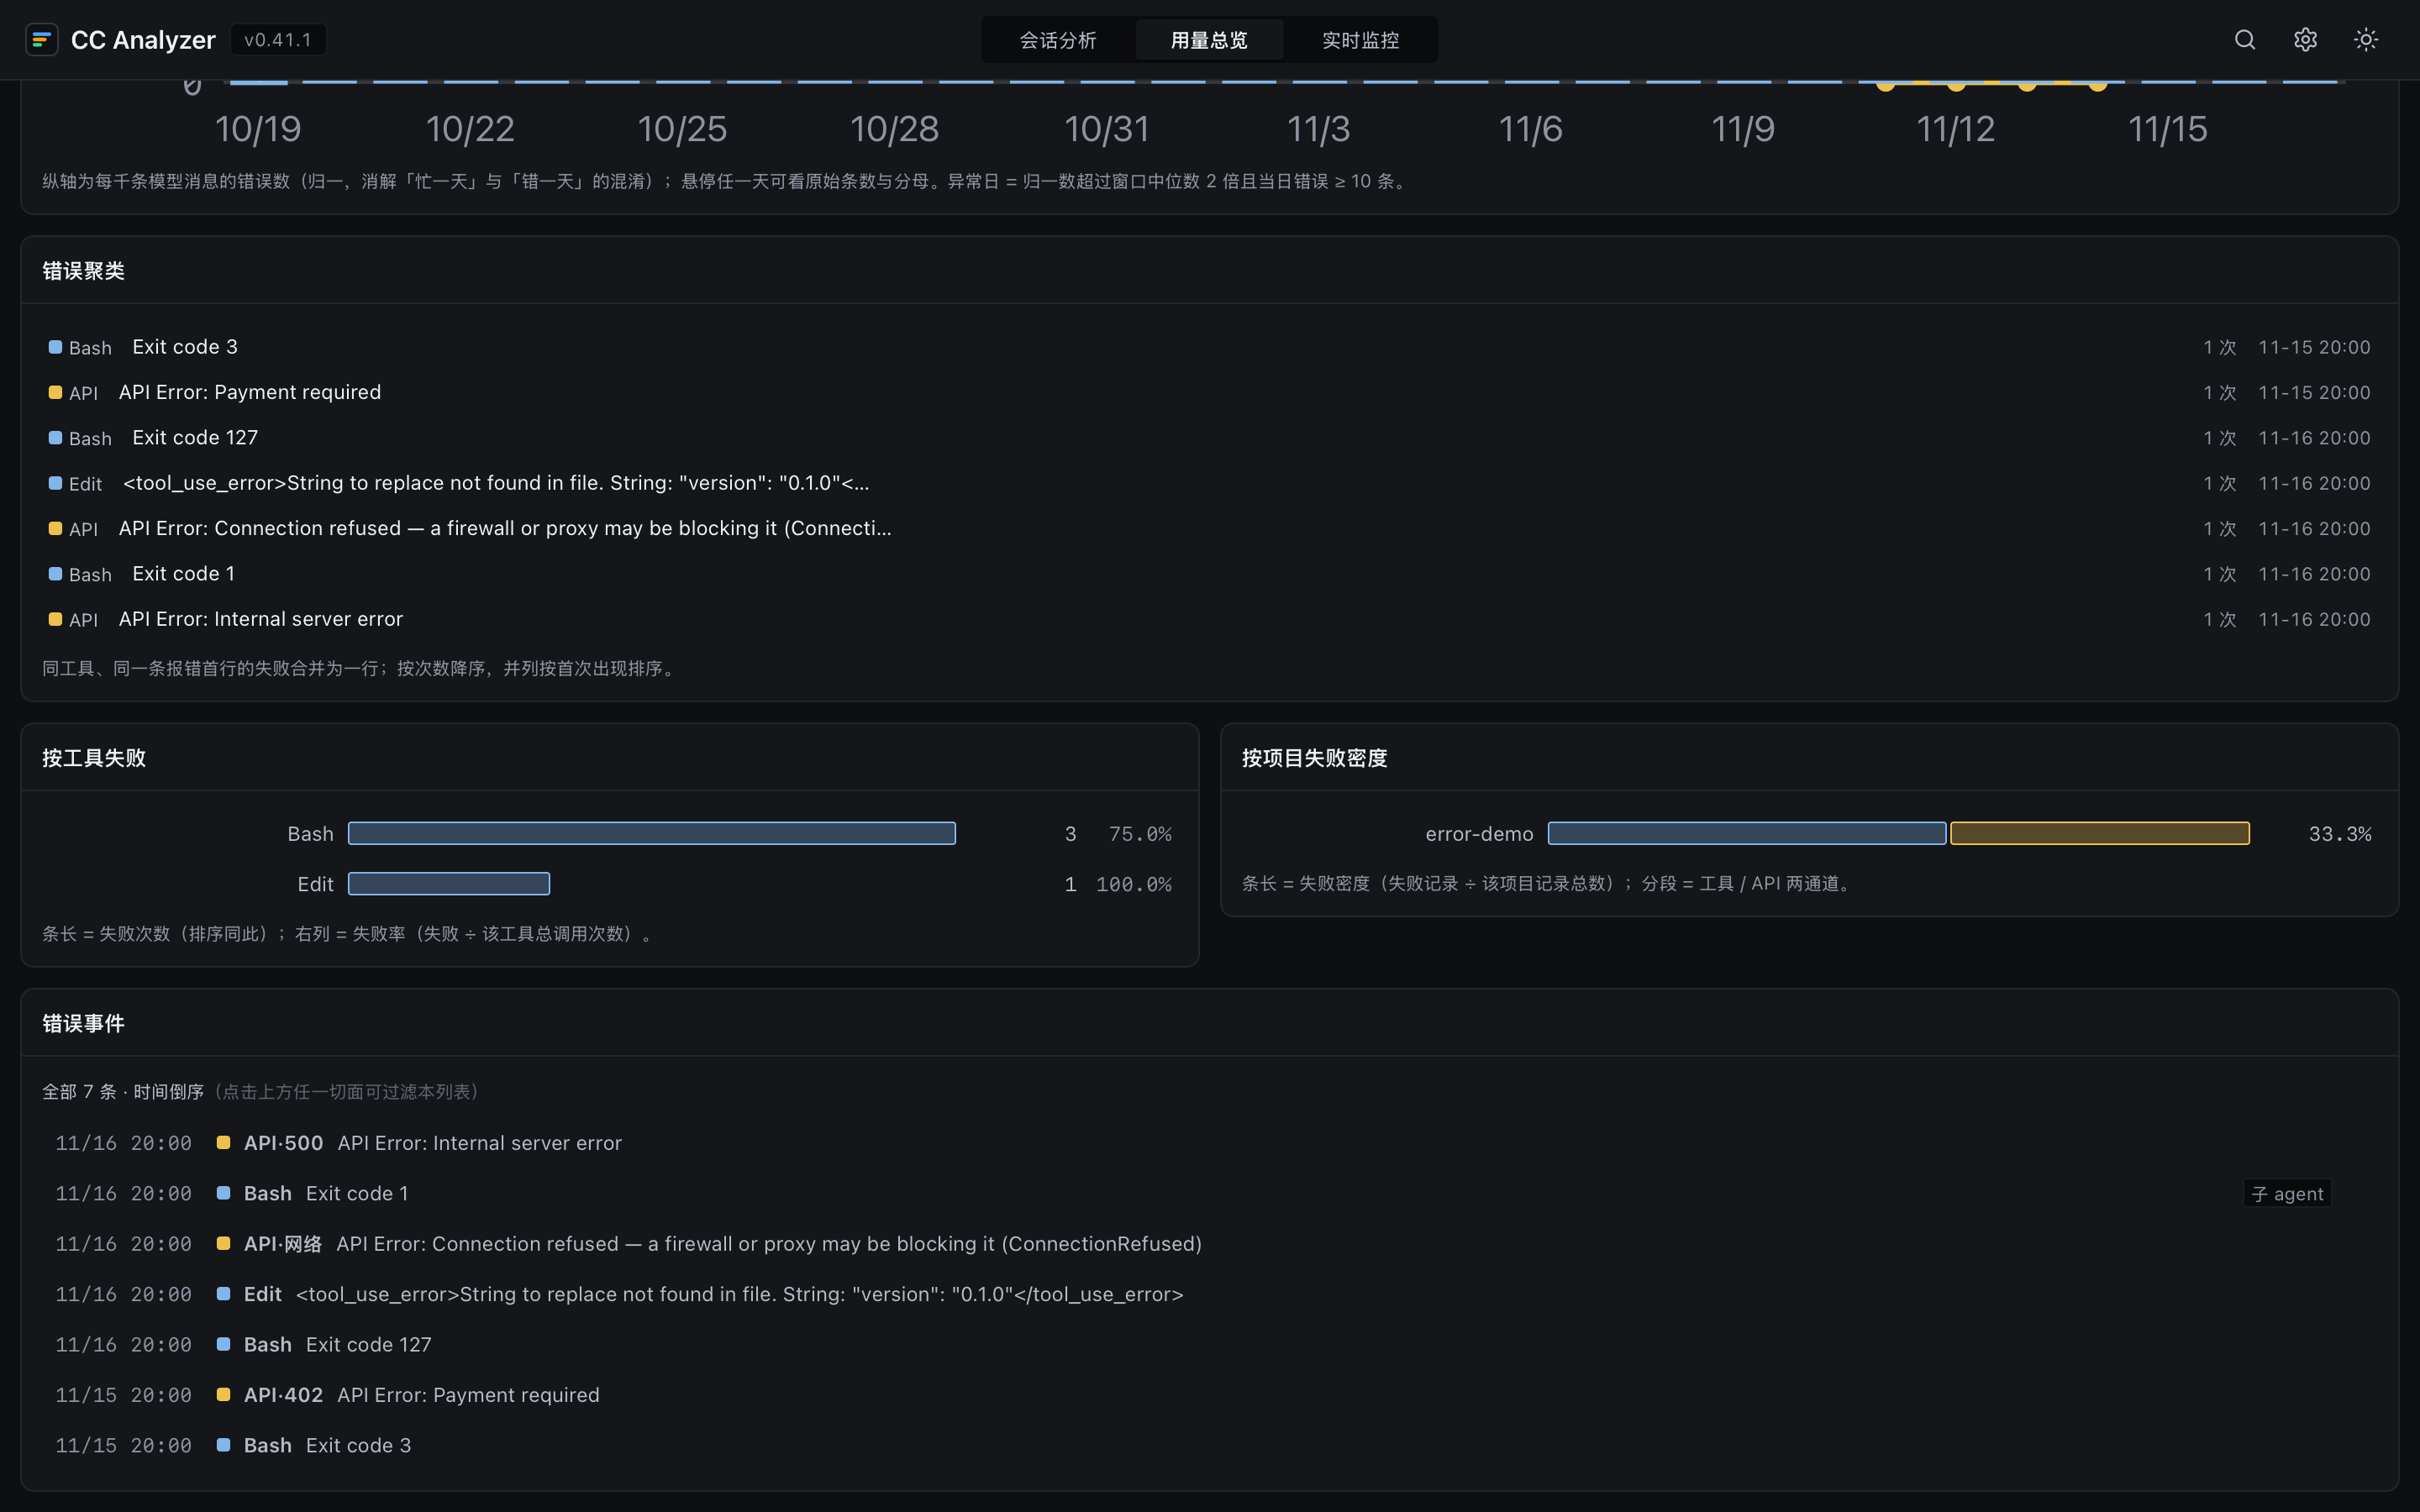 CC Analyzer v0.41.1 会话分析 用量总览 实时监控
0
10/19 10/22 10/25 10/28 10/31 11/3 11/6 11/9 11/12 11/15
纵轴为每千条模型消息的错误数（归一，消解「忙一天」与「错一天」的混淆）；悬停任一天可看原始条数与分母。异常日 = 归一数超过窗口中位数 2 倍且当日错误 ≥ 10 条。
错误聚类
Bash Exit code 3 1 次 11-15 20:00
API API Error: Payment required 1 次 11-15 20:00
Bash Exit code 127 1 次 11-16 20:00
Edit <tool_use_error>String to replace not found in file. String: "version": "0.1.0"<... 1 次 11-16 20:00
API API Error: Connection refused — a firewall or proxy may be blocking it (Connecti... 1 次 11-16 20:00
Bash Exit code 1 1 次 11-16 20:00
API API Error: Internal server error 1 次 11-16 20:00
同工具、同一条报错首行的失败合并为一行；按次数降序，并列按首次出现排序。
按工具失败
Bash 3 75.0%
Edit 1 100.0%
条长 = 失败次数（排序同此）；右列 = 失败率（失败 ÷ 该工具总调用次数）。
按项目失败密度
error-demo 33.3%
条长 = 失败密度（失败记录 ÷ 该项目记录总数）；分段 = 工具 / API 两通道。
错误事件
全部 7 条 · 时间倒序（点击上方任一切面可过滤本列表）
11/16 20:00 API·500 API Error: Internal server error
11/16 20:00 Bash Exit code 1 子 agent
11/16 20:00 API·网络 API Error: Connection refused — a firewall or proxy may be blocking it (ConnectionRefused)
11/16 20:00 Edit <tool_use_error>String to replace not found in file. String: "version": "0.1.0"</tool_use_error>
11/16 20:00 Bash Exit code 127
11/15 20:00 API·402 API Error: Payment required
11/15 20:00 Bash Exit code 3